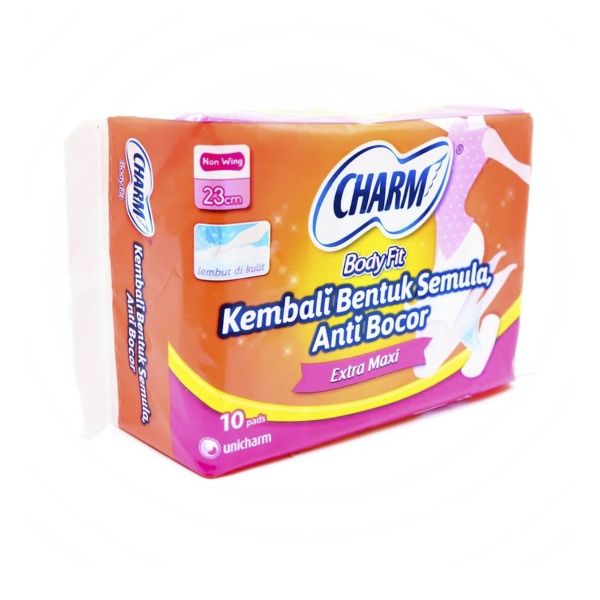 CHARM
Body Fit
Kembali Bentuk Semula,
Anti Bocor
Non Wing
23cm
lembut di kulit
CHARM
®
Body Fit
Kembali Bentuk Semula,
Anti Bocor
Extra Maxi
10 pads
unicharm